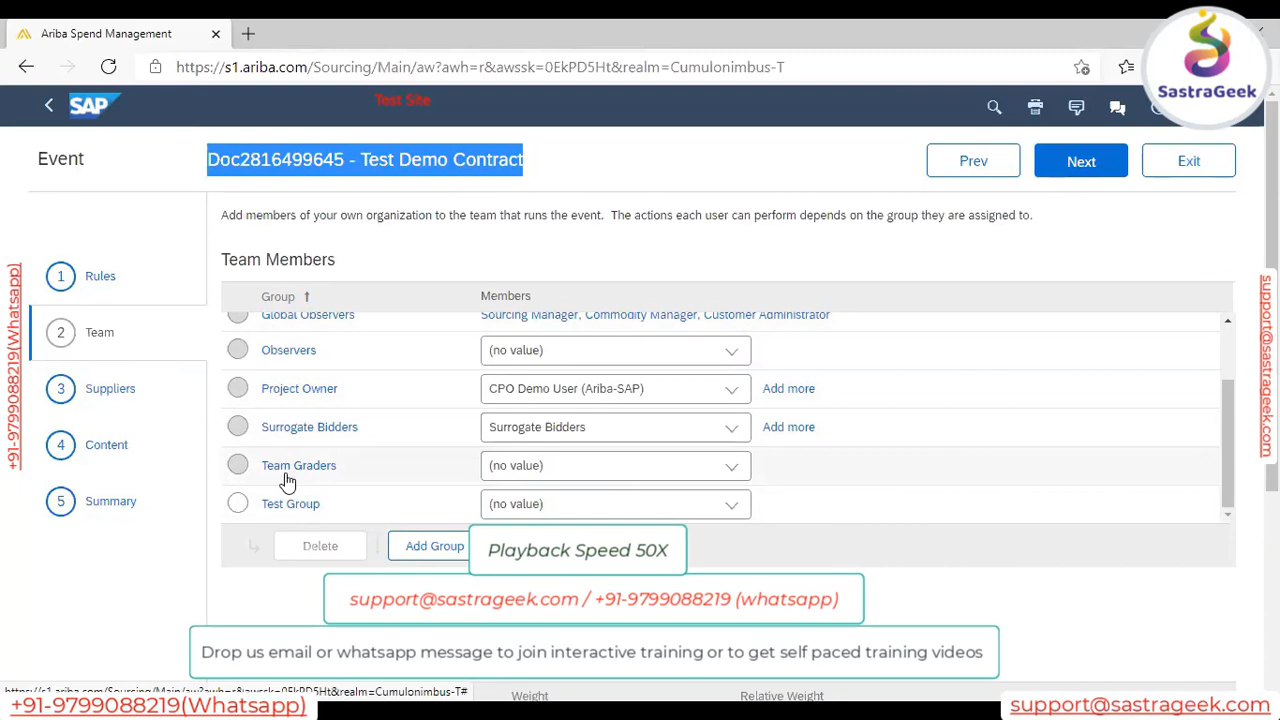 Ariba Spend Management
https://s1.ariba.com/Sourcing/Main/aw?awh=r&awssk=0EkPD5Ht&realm=Cumulonimbus-T
SastraGeek
SAP
Test Site
Event
Doc2816499645 - Test Demo Contract
Prev
Next
Exit
Add members of your own organization to the team that runs the event. The actions each user can perform depends on the group they are assigned to.
1 Rules
2 Team
3 Suppliers
4 Content
5 Summary
Team Members
Group ↑ Members
Global Observers Sourcing Manager, Commodity Manager, Customer Administrator
Observers (no value)
Project Owner CPO Demo User (Ariba-SAP) Add more
Surrogate Bidders Surrogate Bidders Add more
Team Graders (no value)
Test Group (no value)
Delete
Add Group
Playback Speed 50X
support@sastrageek.com / +91-9799088219 (whatsapp)
Drop us email or whatsapp message to join interactive training or to get self paced training videos
https://s1.ariba.com/Sourcing/Main/aw?awh=r&awssk=0EkPD5Ht&realm=Cumulonimbus-T#
Weight Relative Weight
+91-9799088219(Whatsapp)
support@sastrageek.com
+91-9799088219(Whatsapp)
support@sastrageek.com